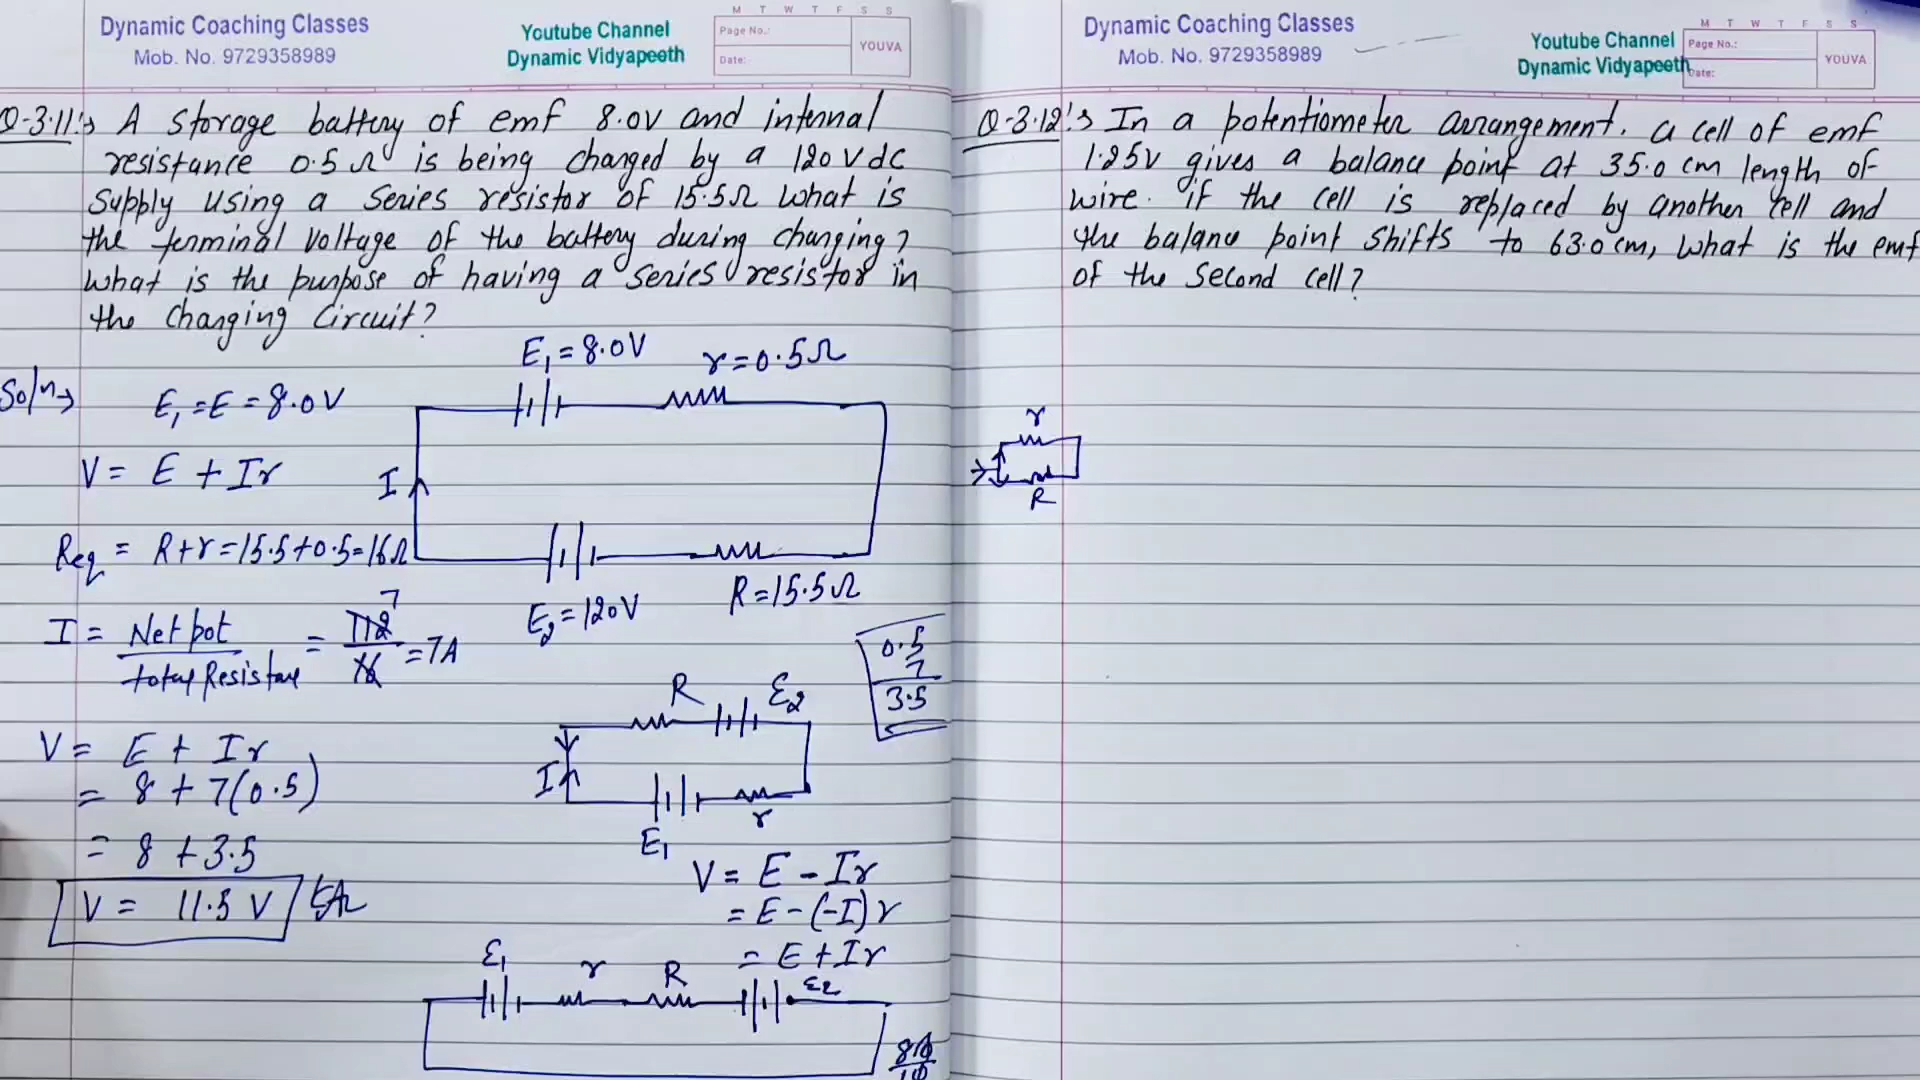 Dynamic Coaching Classes
Mob. No. 9729358989
Youtube Channel
Dynamic Vidyapeeth
M T W T F S S
Page No.:
Date:
YOUVA
Q-3.11:→ A Storage battery of emf 8.0V and internal
resistance 0.5Ω is being charged by a 120V dc
Supply using a series resistor of 15.5Ω What is
the terminal voltage of the battery during charging?
What is the purpose of having a series resistor in
the charging Circuit?
Soln→
E₁ = E = 8.0V
V = E + Ir
Req = R+r = 15.5+0.5=16Ω
I = Net pot / total Resistance = 112/16 = 7A
7
V = E + Ir
= 8 + 7(0.5)
= 8 + 3.5
V = 11.5 V
E₁ = 8.0V
r = 0.5Ω
I
E₂ = 120V
R = 15.5Ω
0.5
7
3.5
R
ε₂
I
E₁
r
V = E - Ir
= E - (-I)r
= E + Ir
ε₁
r
R
ε₂
Dynamic Coaching Classes
Mob. No. 9729358989
Youtube Channel
Dynamic Vidyapeeth
M T W T F S S
Page No.:
Date:
YOUVA
Q-3.12:→ In a potentiometer arrangement. a cell of emf
1.25V gives a balance point at 35.0 cm length of
wire. if the cell is replaced by another cell and
the balance point shifts to 63.0 cm, What is the emf
of the second cell?
r
R